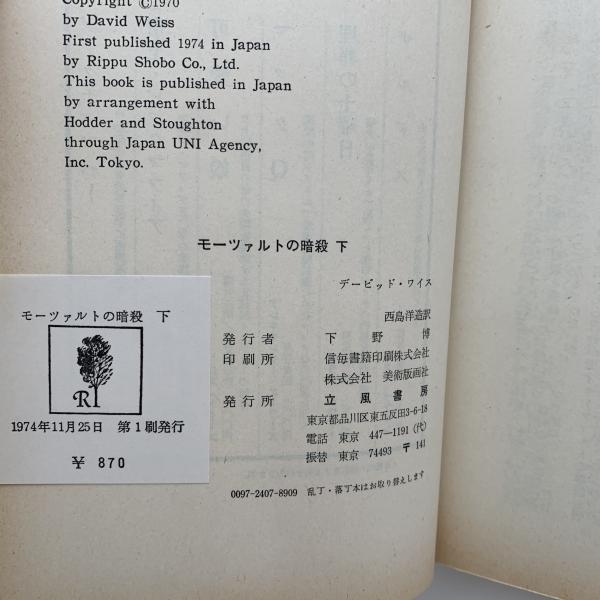 Copyright ©1970
by David Weiss
First published 1974 in Japan
by Rippu Shobo Co., Ltd.
This book is published in Japan
by arrangement with
Hodder and Stoughton
through Japan UNI Agency,
Inc. Tokyo.
モーツァルトの暗殺 下
デービッド・ワイス
西島洋造訳
発行者 下野博
印刷所 信毎書籍印刷株式会社
株式会社 美術版画社
発行所 立風書房
東京都品川区東五反田3-6-18
電話 東京 447―1191(代)
振替 東京 74493 〒141
0097-2407-8909 乱丁・落丁本はお取り替えします
モーツァルトの暗殺 下
R
1974年11月25日 第1刷発行
¥ 870